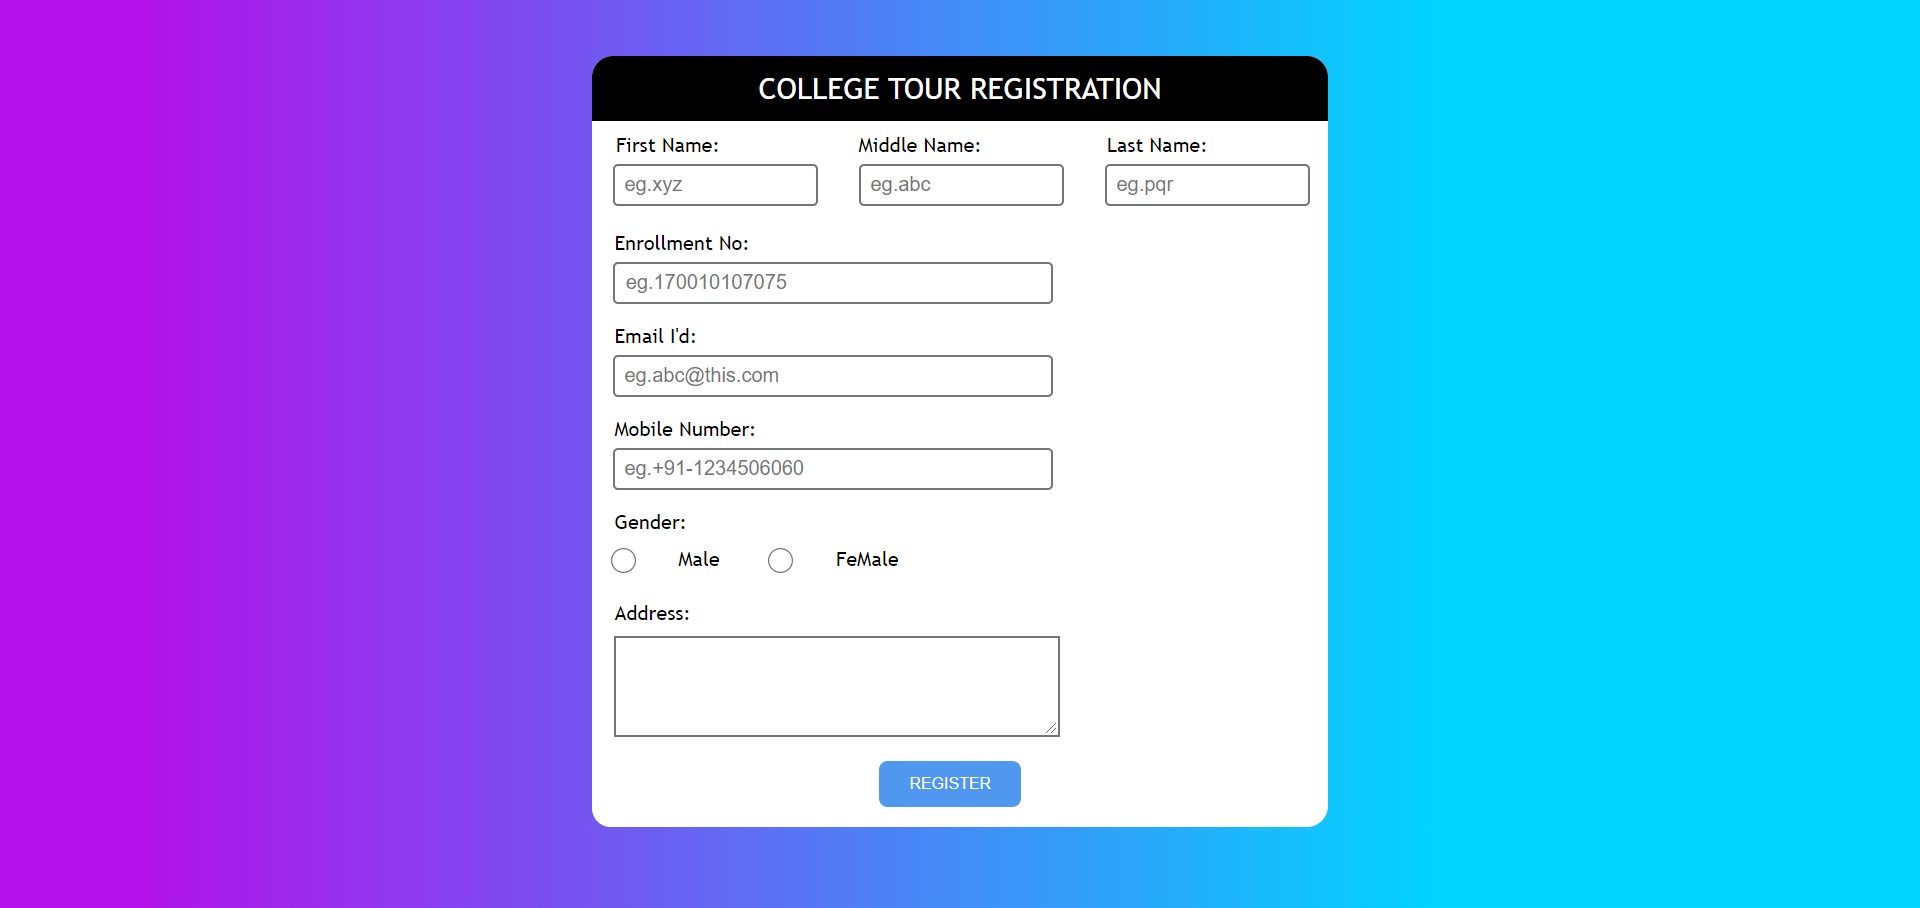 COLLEGE TOUR REGISTRATION
First Name: Middle Name: Last Name:
eg.xyz eg.abc eg.pqr
Enrollment No:
eg.170010107075
Email I'd:
eg.abc@this.com
Mobile Number:
eg.+91-1234506060
Gender:
Male FeMale
Address:
REGISTER